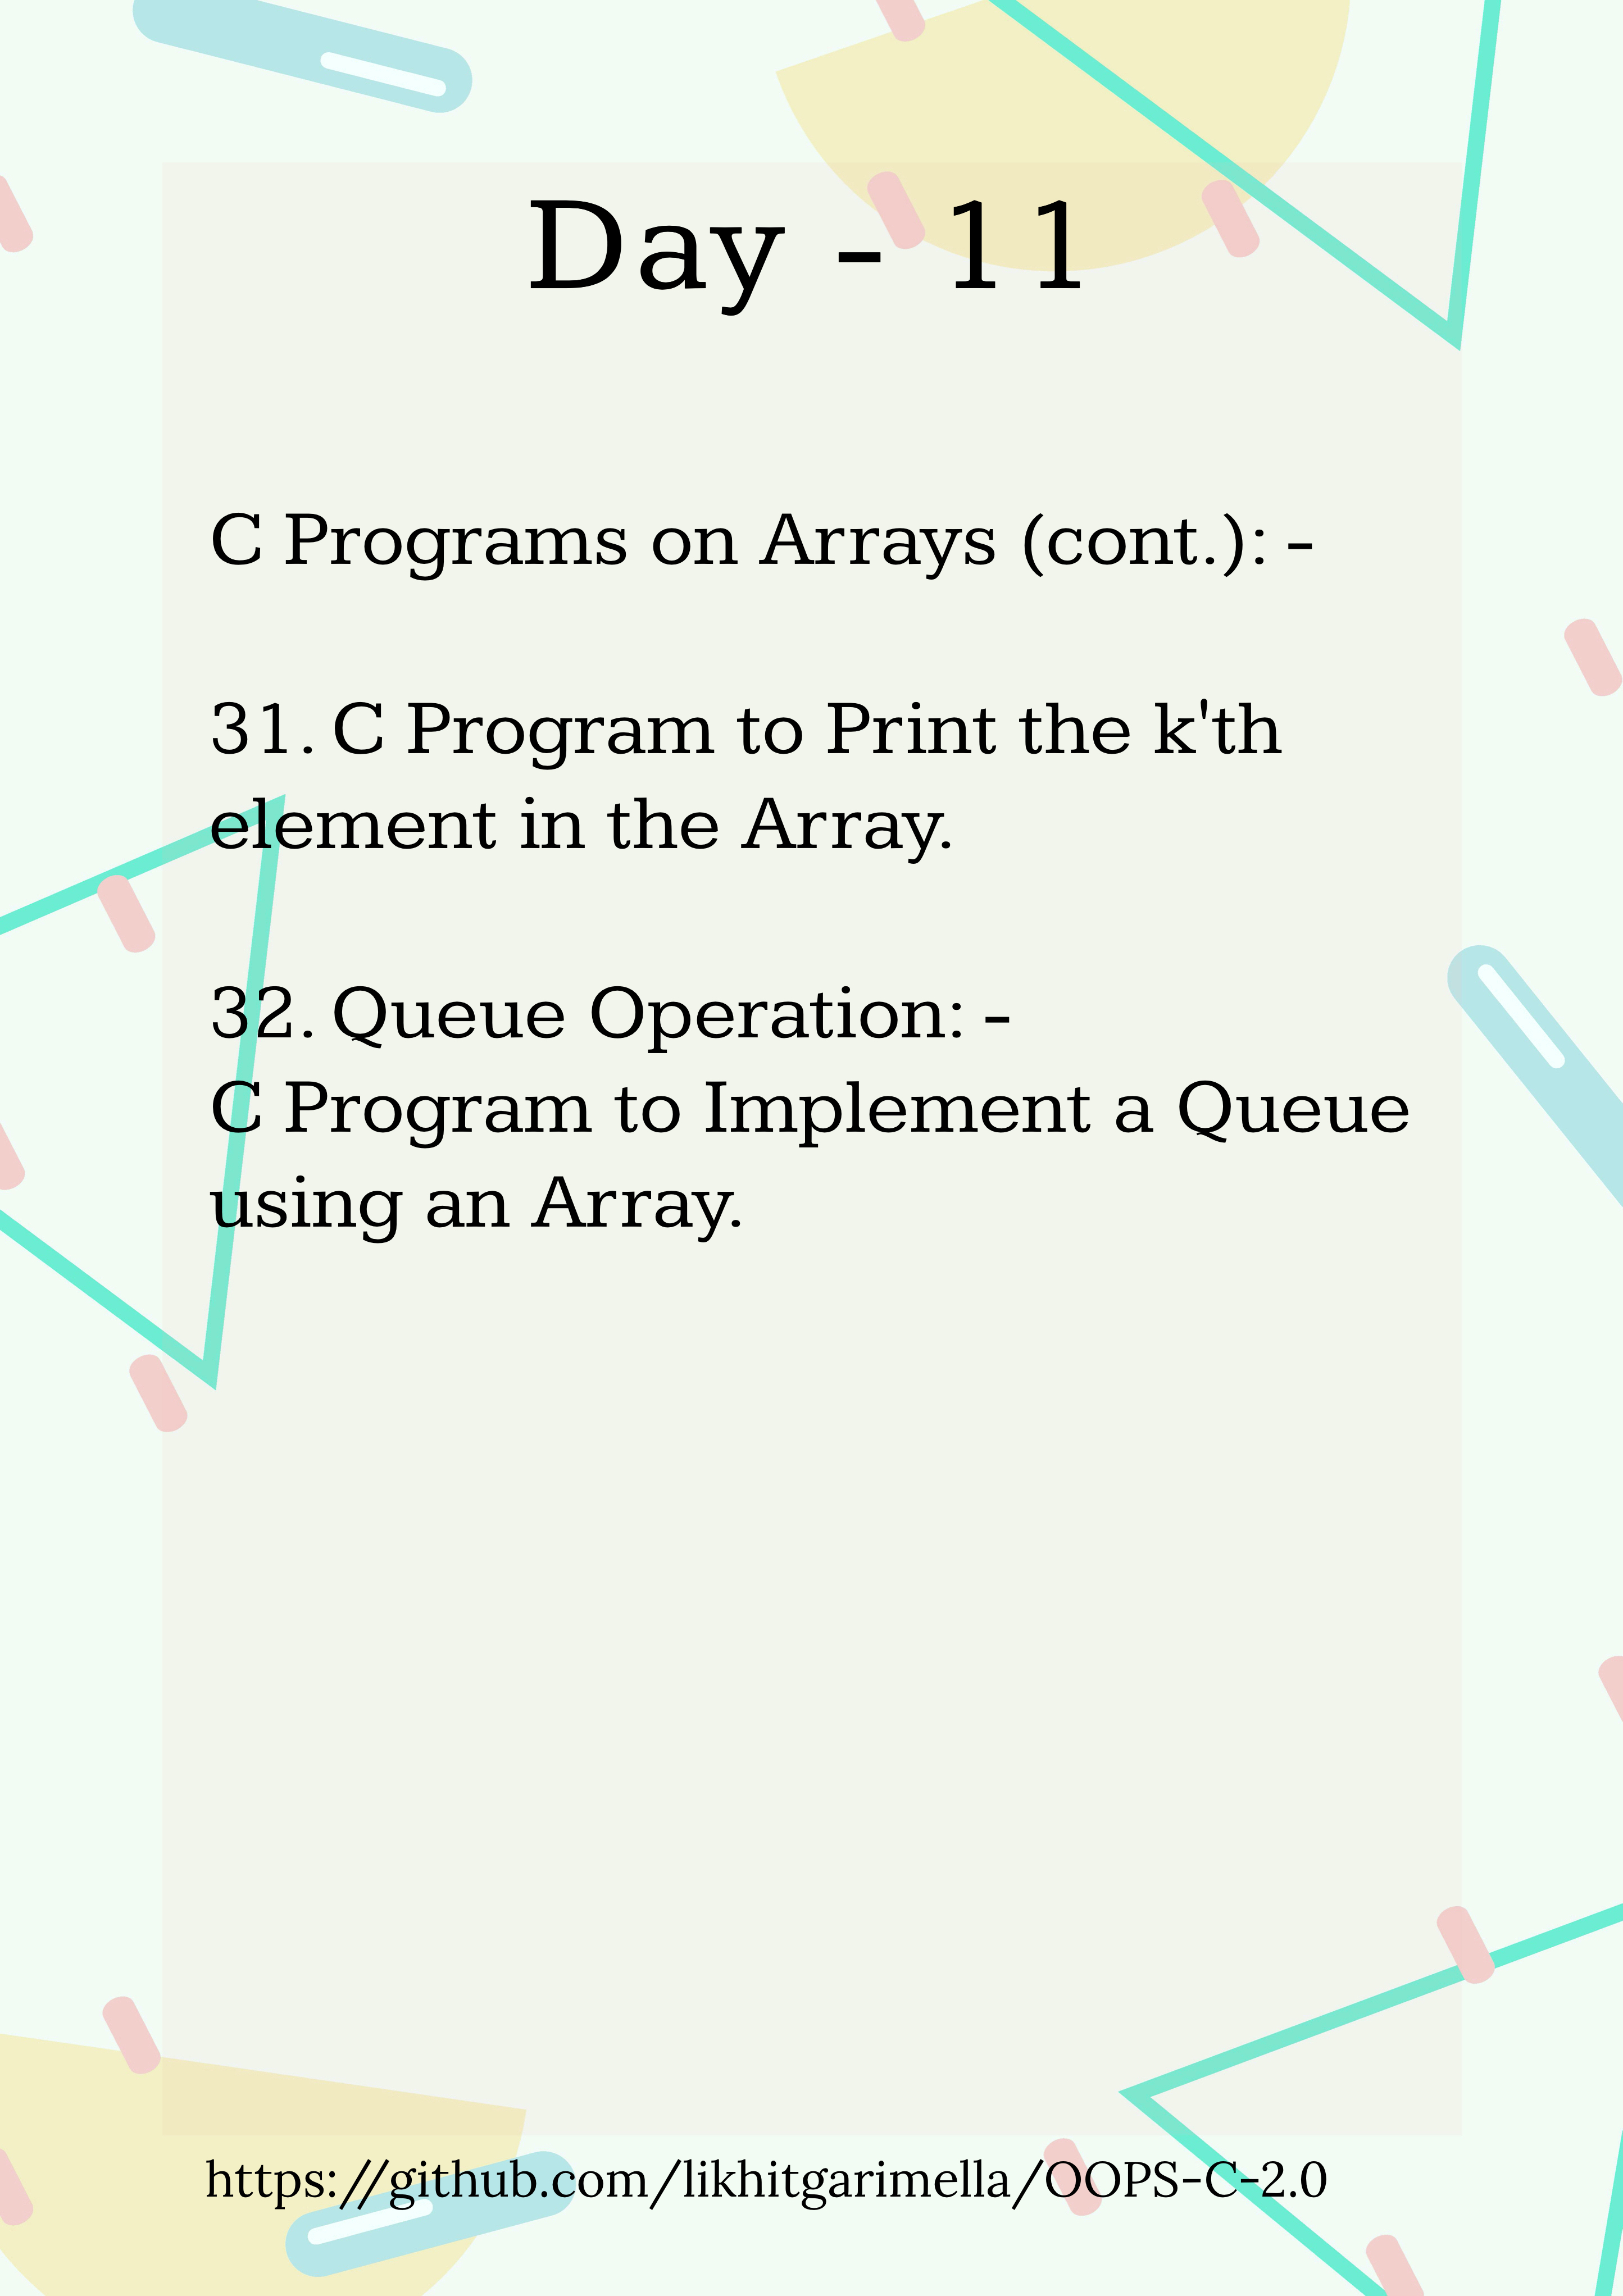 Day - 11
C Programs on Arrays (cont.): -
31. C Program to Print the k'th
element in the Array.
32. Queue Operation: -
C Program to Implement a Queue
using an Array.
https://github.com/likhitgarimella/OOPS-C-2.0